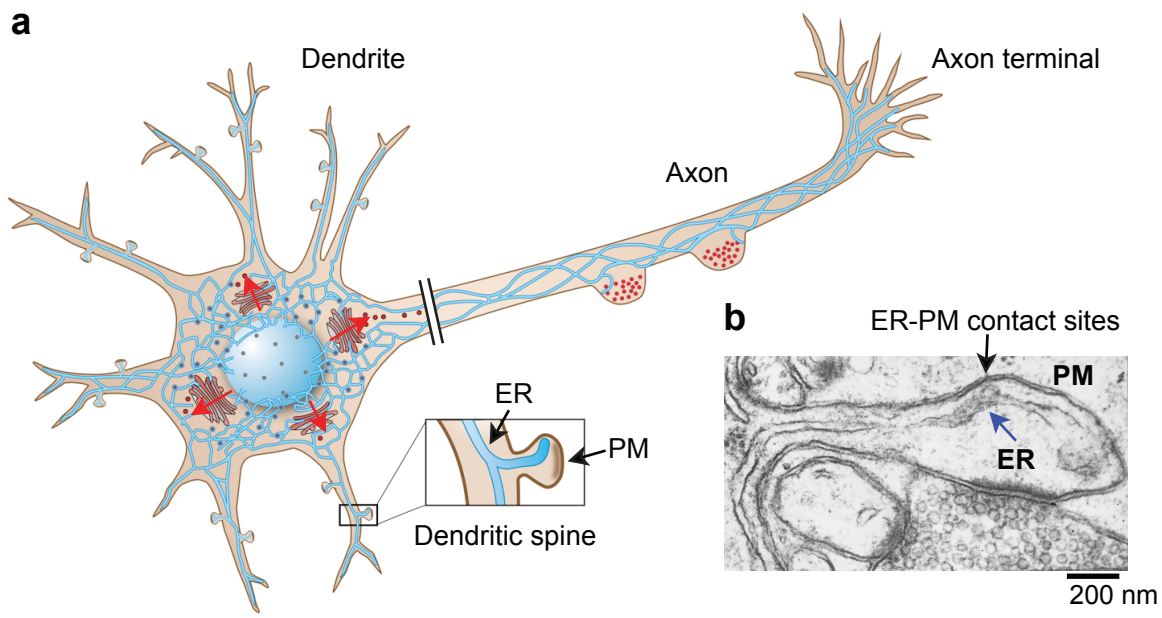 a
Dendrite
Axon terminal
Axon
ER
PM
Dendritic spine
b
ER-PM contact sites
PM
ER
200 nm